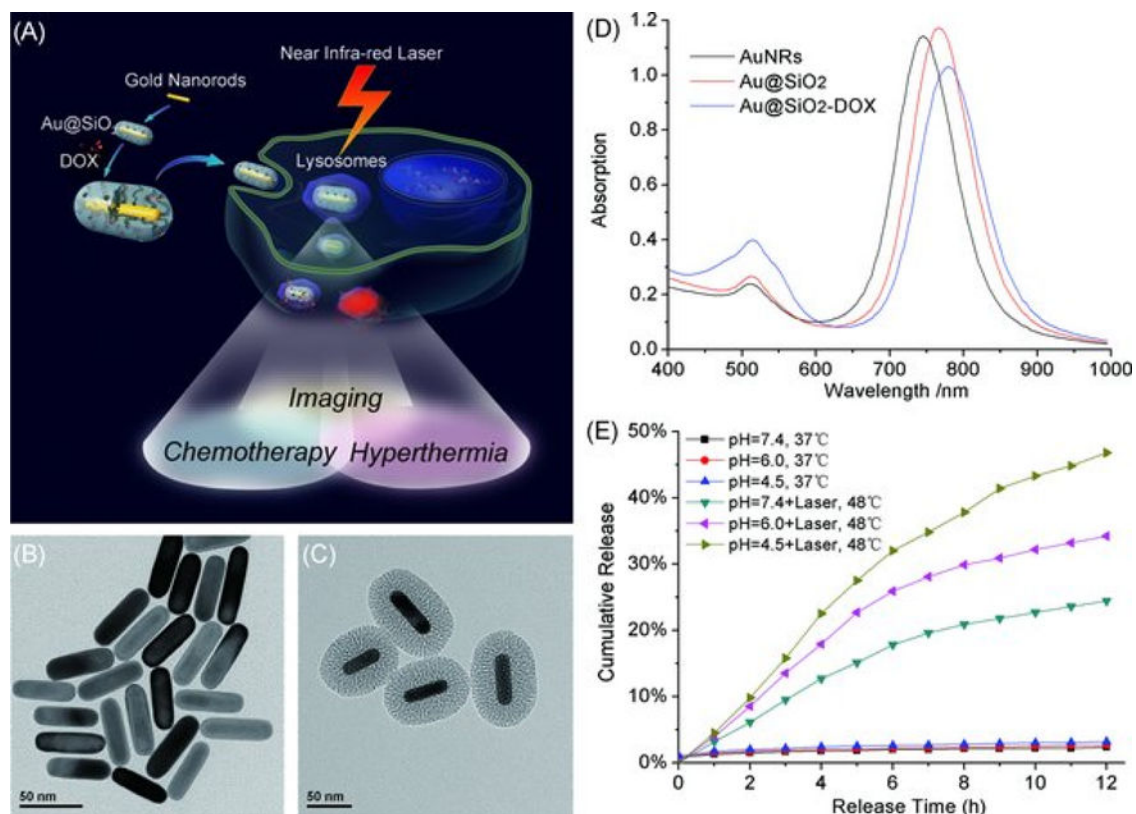 (A)
Near Infra-red Laser
Gold Nanorods
Au@SiO
DOX
Lysosomes
Imaging
Chemotherapy
Hyperthermia
(B)
50 nm
(C)
50 nm
(D)
AuNRs
Au@SiO2
Au@SiO2-DOX
1.2
1.0
0.8
0.6
0.4
0.2
0.0
Absorption
400
500
600
700
800
900
1000
Wavelength /nm
(E)
pH=7.4, 37℃
pH=6.0, 37℃
pH=4.5, 37℃
pH=7.4+Laser, 48℃
pH=6.0+Laser, 48℃
pH=4.5+Laser, 48℃
50%
40%
30%
20%
10%
0%
Cumulative Release
0
2
4
6
8
10
12
Release Time (h)